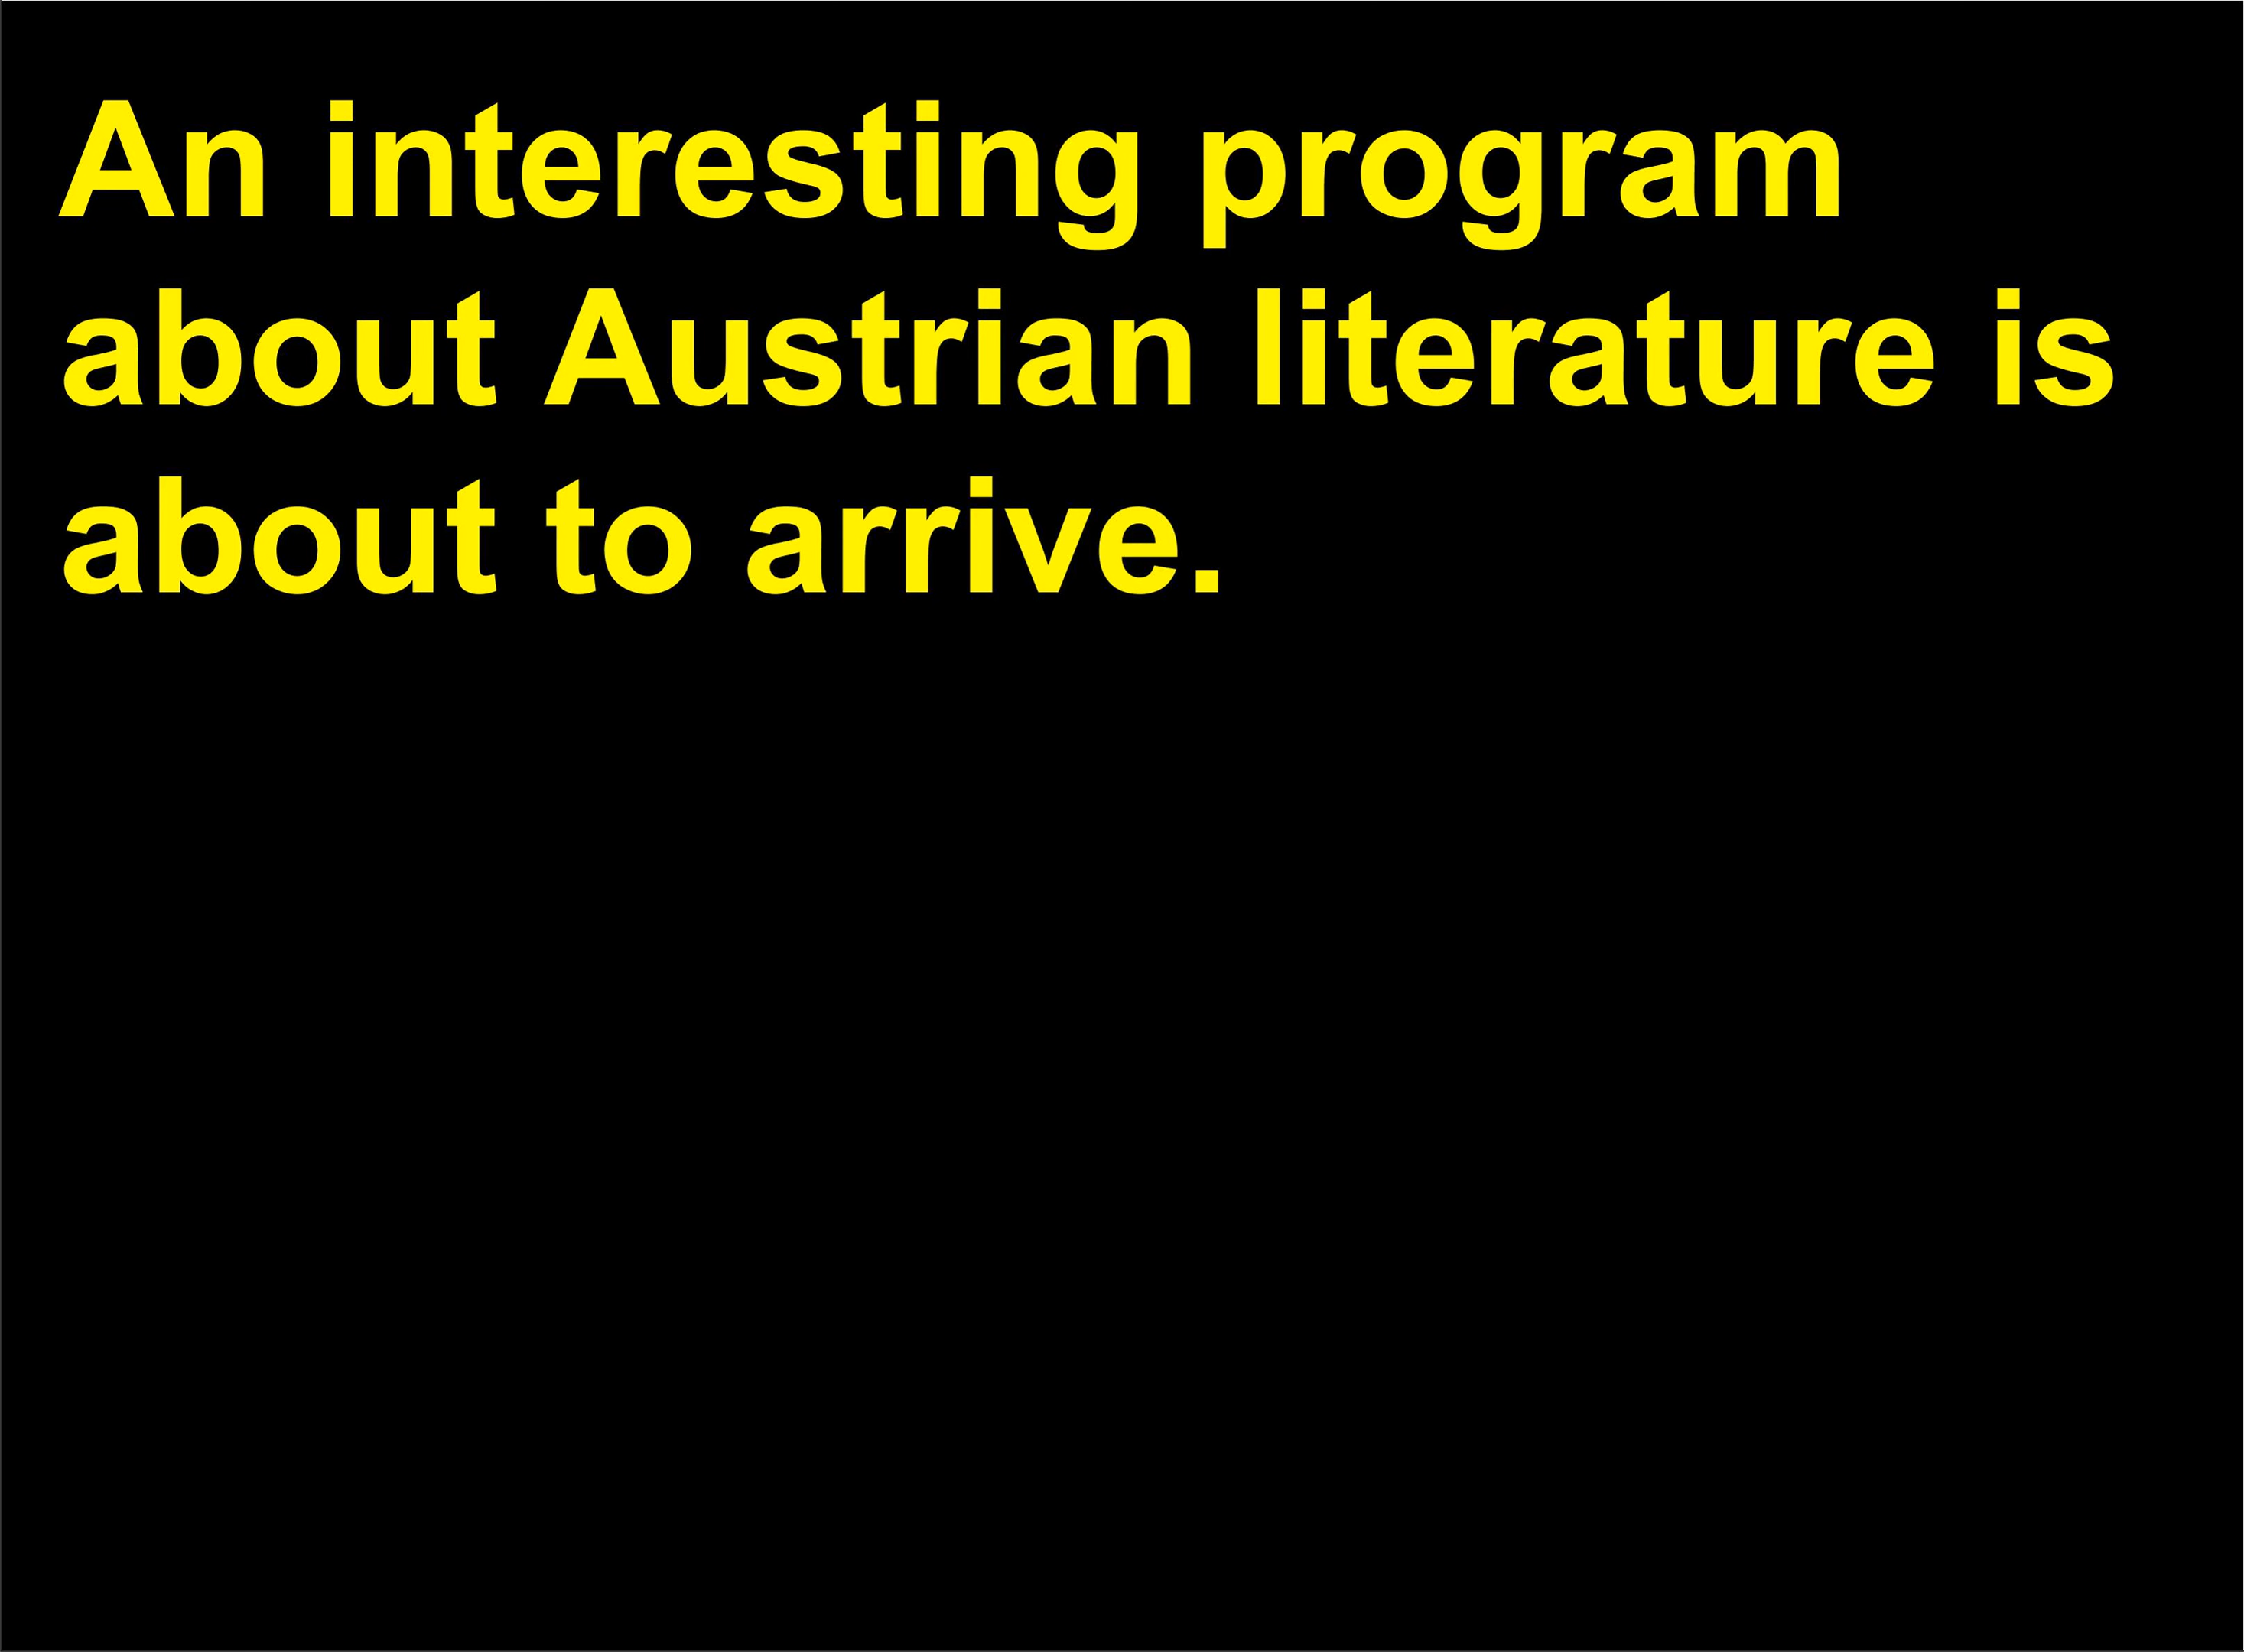 An interesting program
about Austrian literature is
about to arrive.